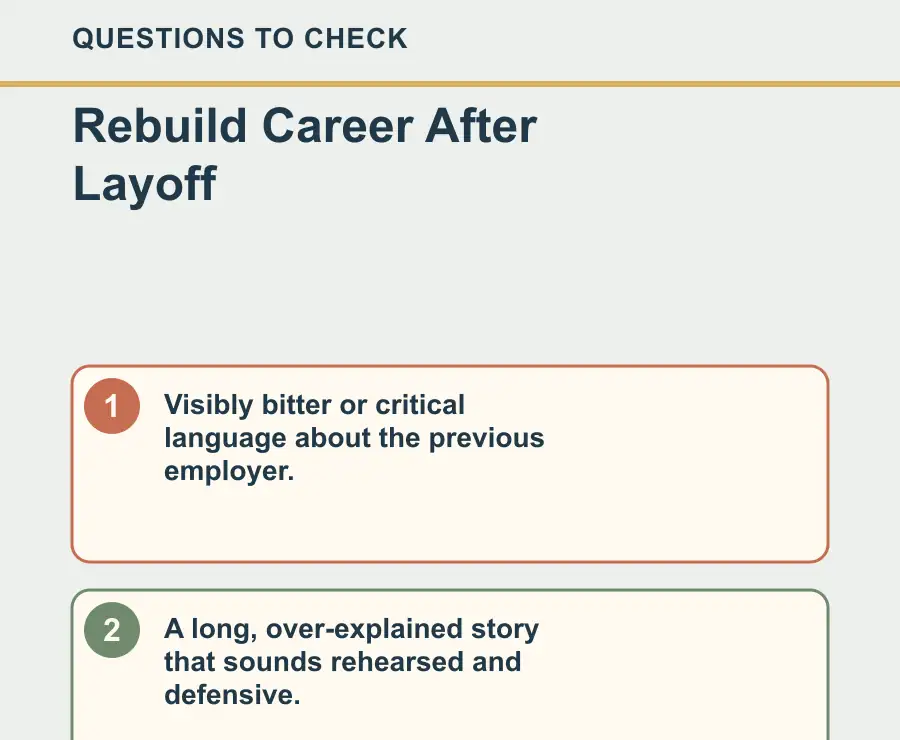 QUESTIONS TO CHECK
Rebuild Career After
Layoff
1
Visibly bitter or critical
language about the previous
employer.
2
A long, over-explained story
that sounds rehearsed and
defensive.